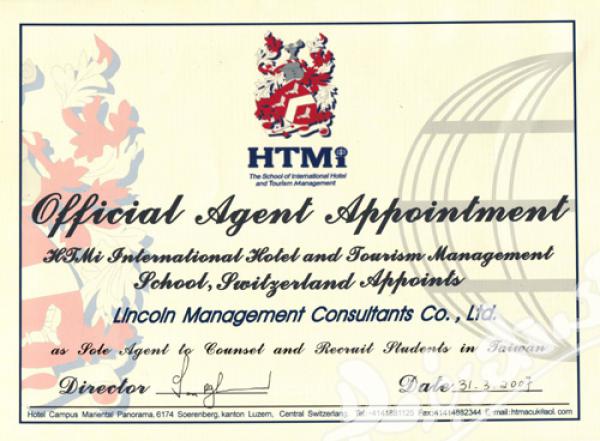 HTMi
The School of International Hotel
and Tourism Management
Official Agent Appointment
HTMi International Hotel and Tourism Management
School, Switzerland Appoints
Lincoln Management Consultants Co., Ltd.
as Sole Agent to Counsel and Recruit Students in Taiwan
Director Date 31-3.
Hotel Campus Mariental Panorama, 6174 Soerenberg, kanton Luzern, Central Switzerland,